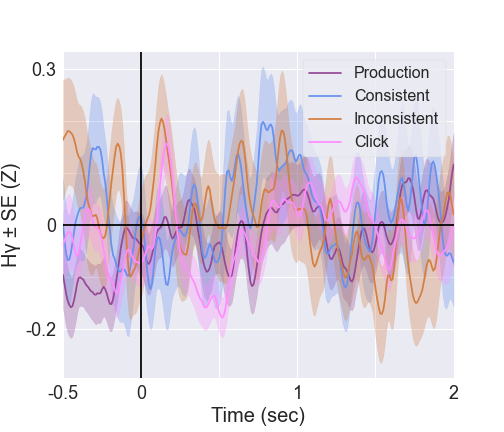 Production
Consistent
Inconsistent
Click
0.3
0
-0.2
Hγ ± SE (Z)
-0.5 0 1 2
Time (sec)